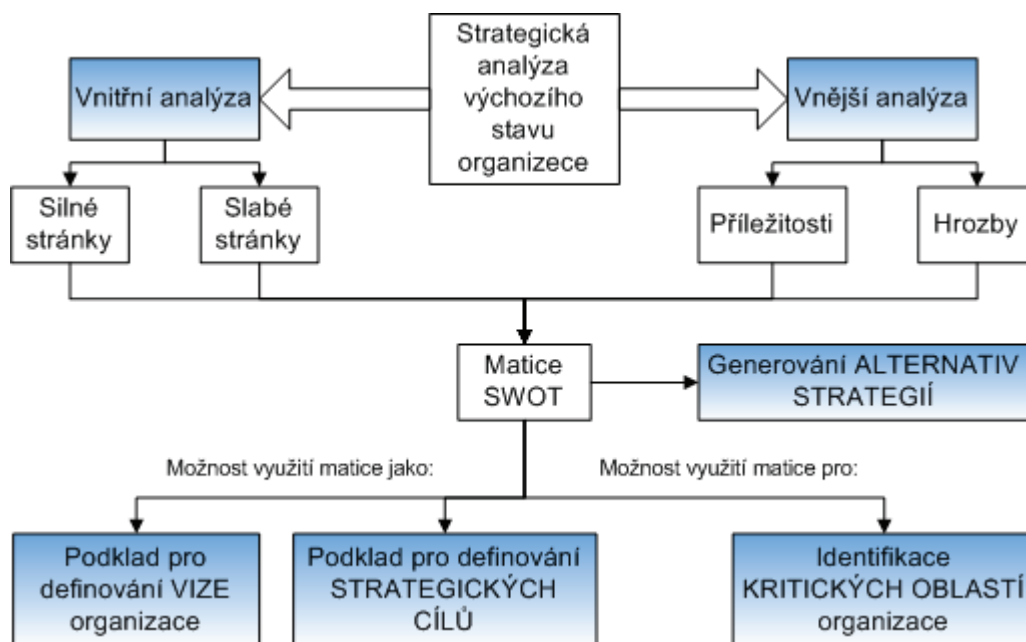 Strategická
analýza
výchozího
stavu
organizece
Vnitřní analýza
Vnější analýza
Silné
stránky
Slabé
stránky
Příležitosti
Hrozby
Matice
SWOT
Generování ALTERNATIV
STRATEGIÍ
Možnost využití matice jako:
Možnost využití matice pro:
Podklad pro
definování VIZE
organizace
Podklad pro definování
STRATEGICKÝCH
CÍLŮ
Identifikace
KRITICKÝCH OBLASTÍ
organizace